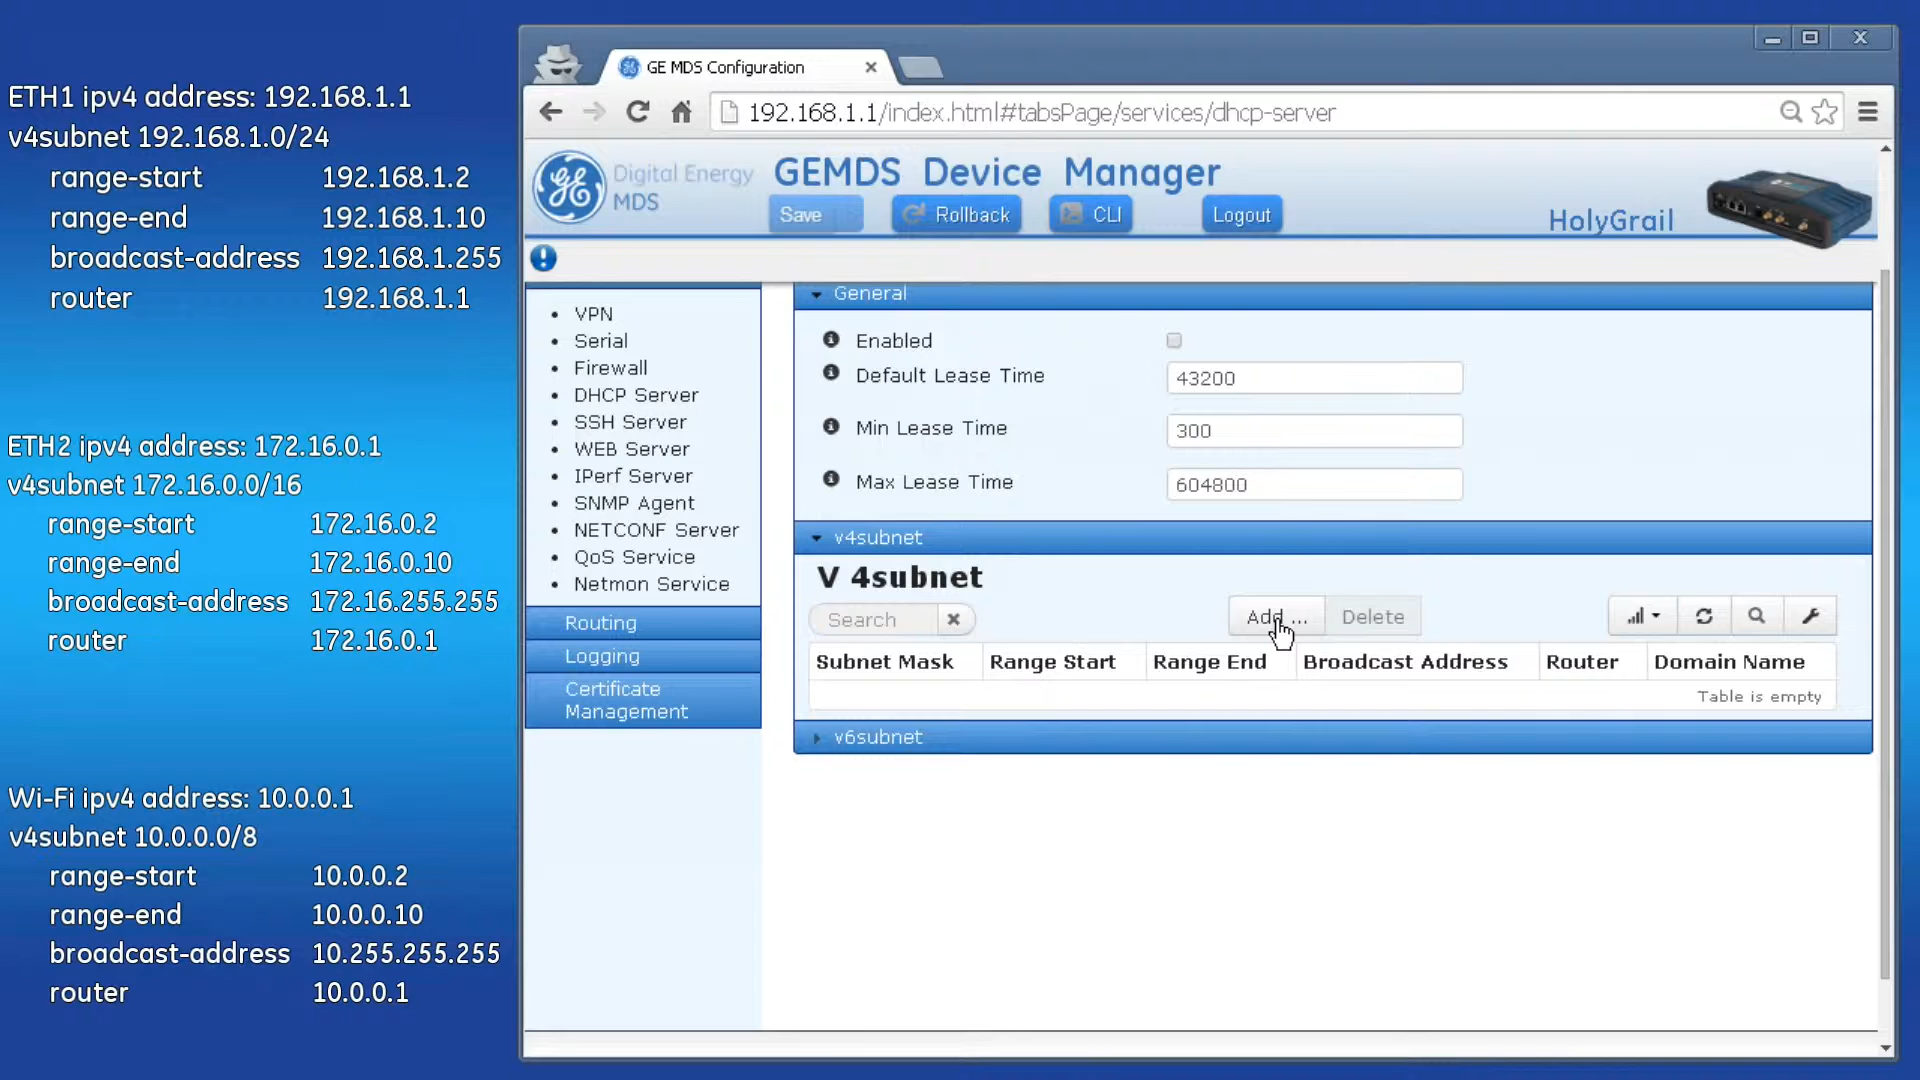 ETH1 ipv4 address: 192.168.1.1
v4subnet 192.168.1.0/24
range-start 192.168.1.2
range-end 192.168.1.10
broadcast-address 192.168.1.255
router 192.168.1.1
ETH2 ipv4 address: 172.16.0.1
v4subnet 172.16.0.0/16
range-start 172.16.0.2
range-end 172.16.0.10
broadcast-address 172.16.255.255
router 172.16.0.1
Wi-Fi ipv4 address: 10.0.0.1
v4subnet 10.0.0.0/8
range-start 10.0.0.2
range-end 10.0.0.10
broadcast-address 10.255.255.255
router 10.0.0.1
GE MDS Configuration
192.168.1.1/index.html#tabsPage/services/dhcp-server
Digital Energy
MDS
GEMDS Device Manager
Save Rollback CLI Logout
HolyGrail
VPN
Serial
Firewall
DHCP Server
SSH Server
WEB Server
IPerf Server
SNMP Agent
NETCONF Server
QoS Service
Netmon Service
Routing
Logging
Certificate
Management
General
Enabled
Default Lease Time 43200
Min Lease Time 300
Max Lease Time 604800
v4subnet
V 4subnet
Search Add ... Delete
Subnet Mask Range Start Range End Broadcast Address Router Domain Name
Table is empty
v6subnet